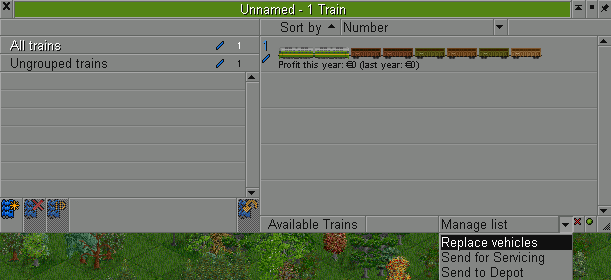 Unnamed - 1 Train
Sort by Number
All trains 1
Ungrouped trains 1
1
Profit this year: €0 (last year: €0)
Available Trains Manage list
Replace vehicles
Send for Servicing
Send to Depot